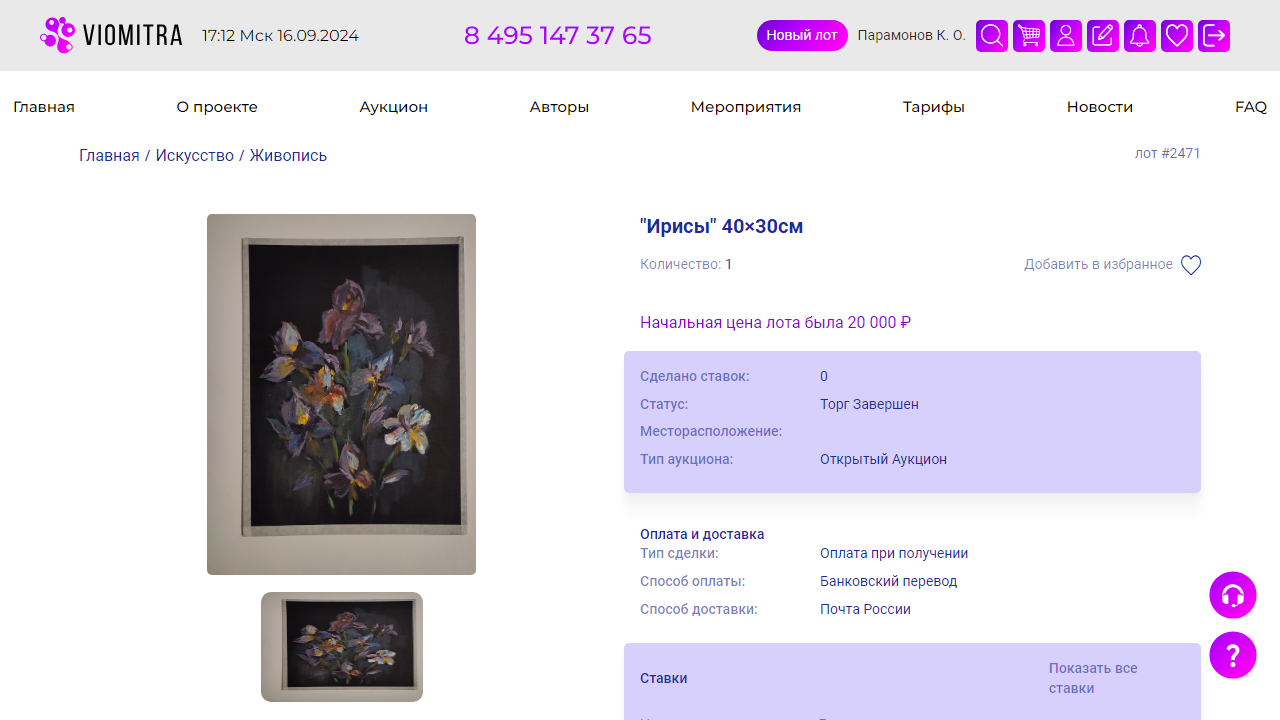 VIOMITRA
17:12 Мск 16.09.2024
8 495 147 37 65
Новый лот
Парамонов К. О.
Главная
О проекте
Аукцион
Авторы
Мероприятия
Тарифы
Новости
FAQ
Главная / Искусство / Живопись
лот #2471
"Ирисы" 40×30см
Количество: 1
Добавить в избранное
Начальная цена лота была 20 000 ₽
Сделано ставок: 0
Статус: Торг Завершен
Месторасположение:
Тип аукциона: Открытый Аукцион
Оплата и доставка
Тип сделки: Оплата при получении
Способ оплаты: Банковский перевод
Способ доставки: Почта России
Ставки
Показать все
ставки
?